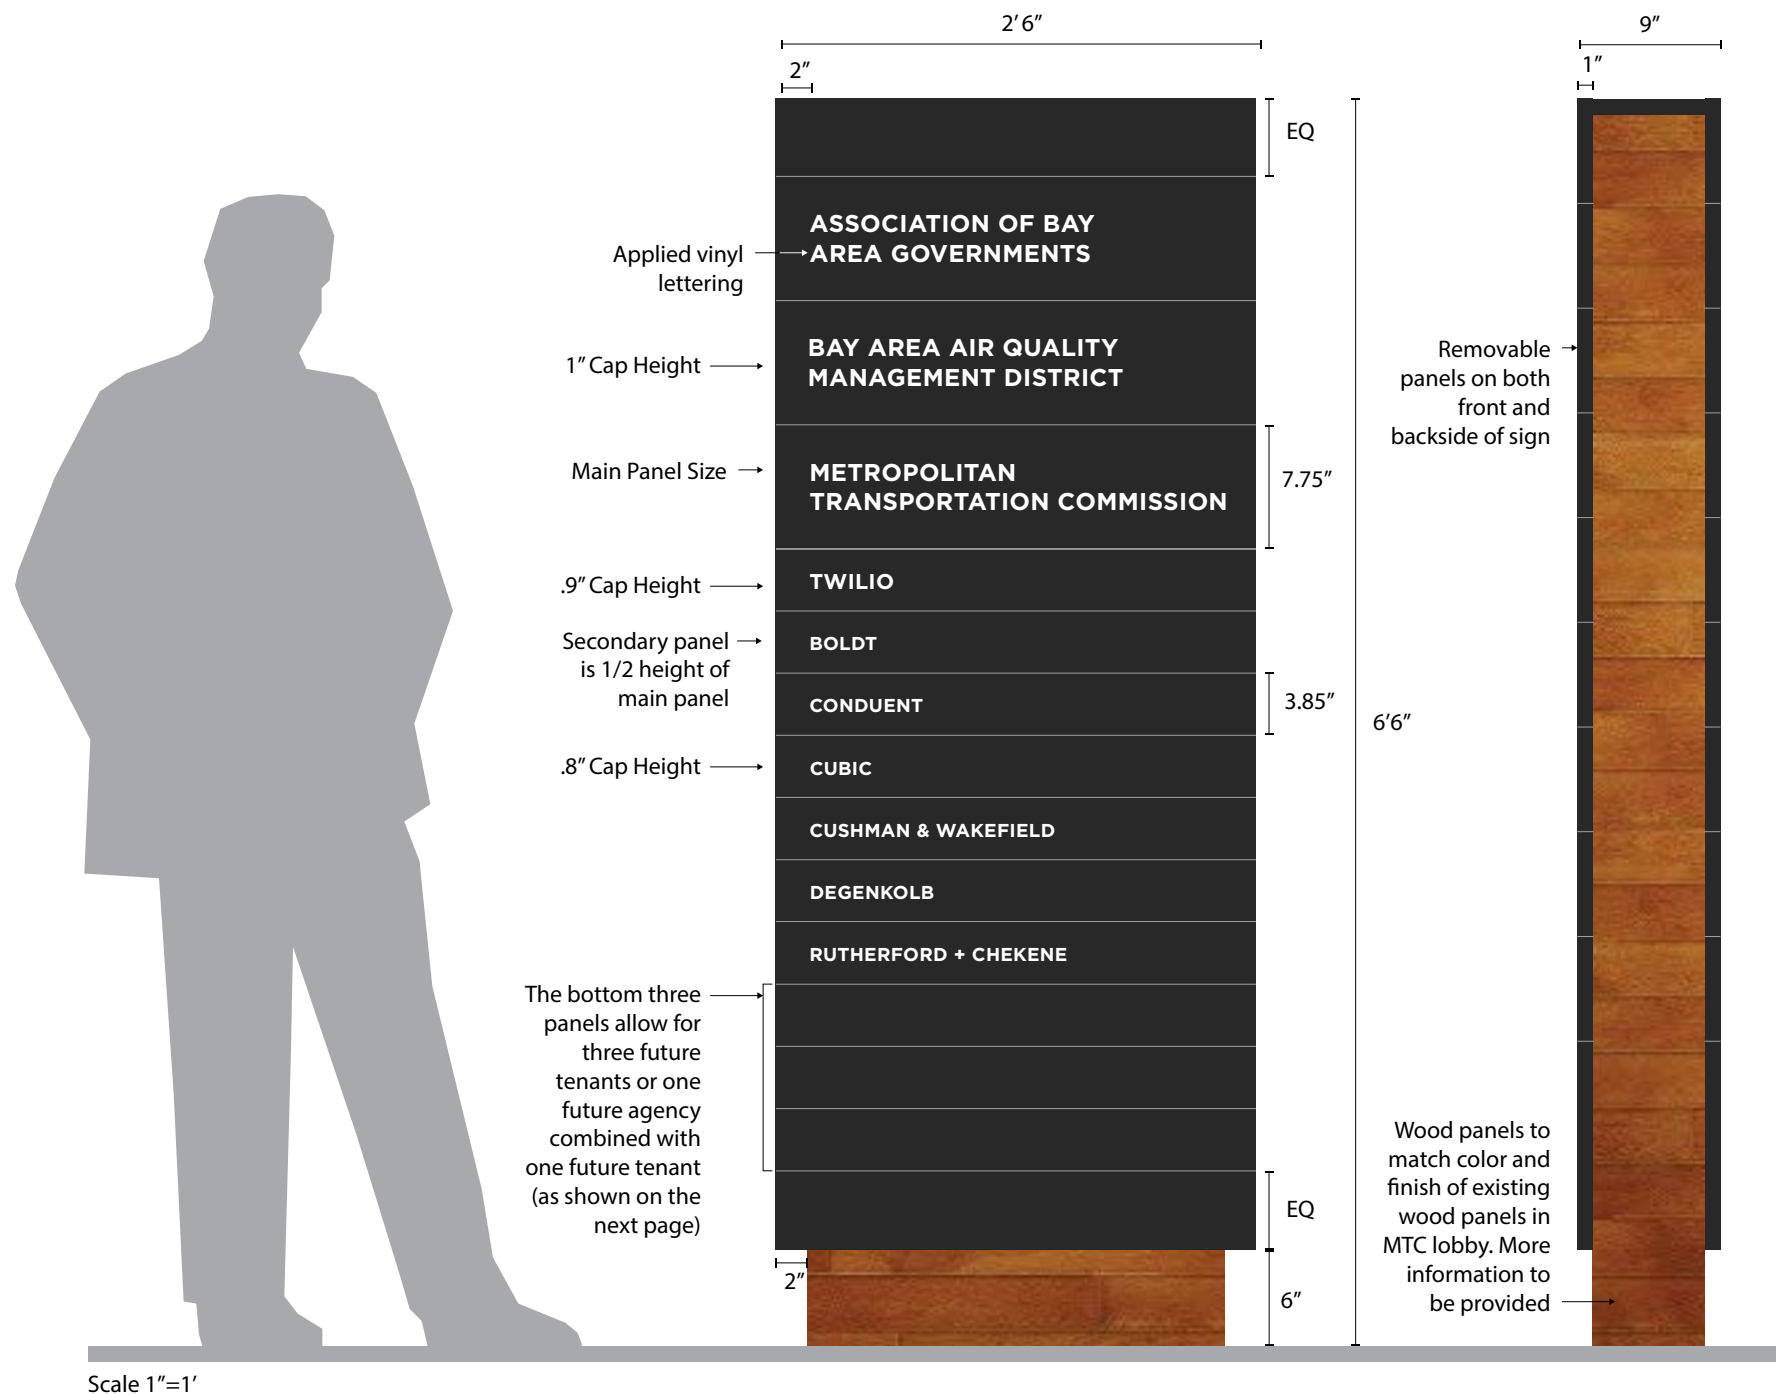 2’ 6”
9”
2”
1”
EQ
ASSOCIATION OF BAY
AREA GOVERNMENTS
Applied vinyl
lettering
BAY AREA AIR QUALITY
MANAGEMENT DISTRICT
1” Cap Height
Removable
panels on both
front and
backside of sign
Main Panel Size
METROPOLITAN
TRANSPORTATION COMMISSION
7.75”
.9” Cap Height
TWILIO
Secondary panel
is 1/2 height of
main panel
BOLDT
CONDUENT
3.85”
6’6”
.8” Cap Height
CUBIC
CUSHMAN & WAKEFIELD
DEGENKOLB
RUTHERFORD + CHEKENE
The bottom three
panels allow for
three future
tenants or one
future agency
combined with
one future tenant
(as shown on the
next page)
EQ
Wood panels to
match color and
finish of existing
wood panels in
MTC lobby. More
information to
be provided
2”
6”
Scale 1”=1’